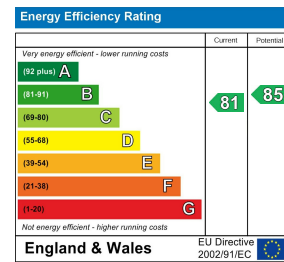 Energy Efficiency Rating
Current Potential
Very energy efficient - lower running costs
(92 plus) A
(81-91) B
81 85
(69-80) C
(55-68) D
(39-54) E
(21-38) F
(1-20) G
Not energy efficient - higher running costs
England & Wales
EU Directive
2002/91/EC